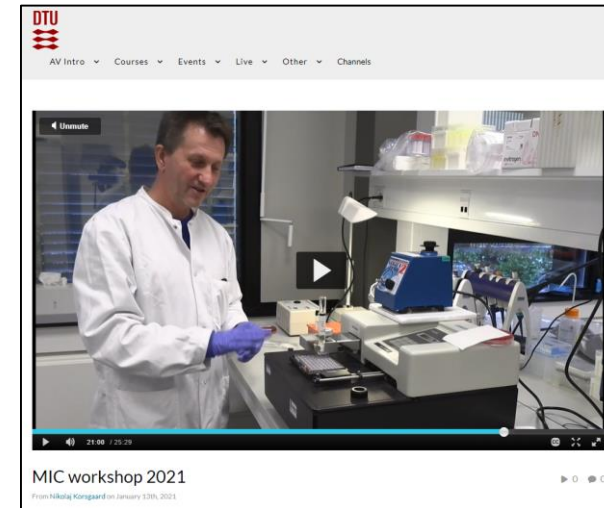 DTU
AV Intro Courses Events Live Other Channels
Unmute
21:00 / 25:29
MIC workshop 2021
0 0
From Nikolaj Korsgaard on January 13th, 2021